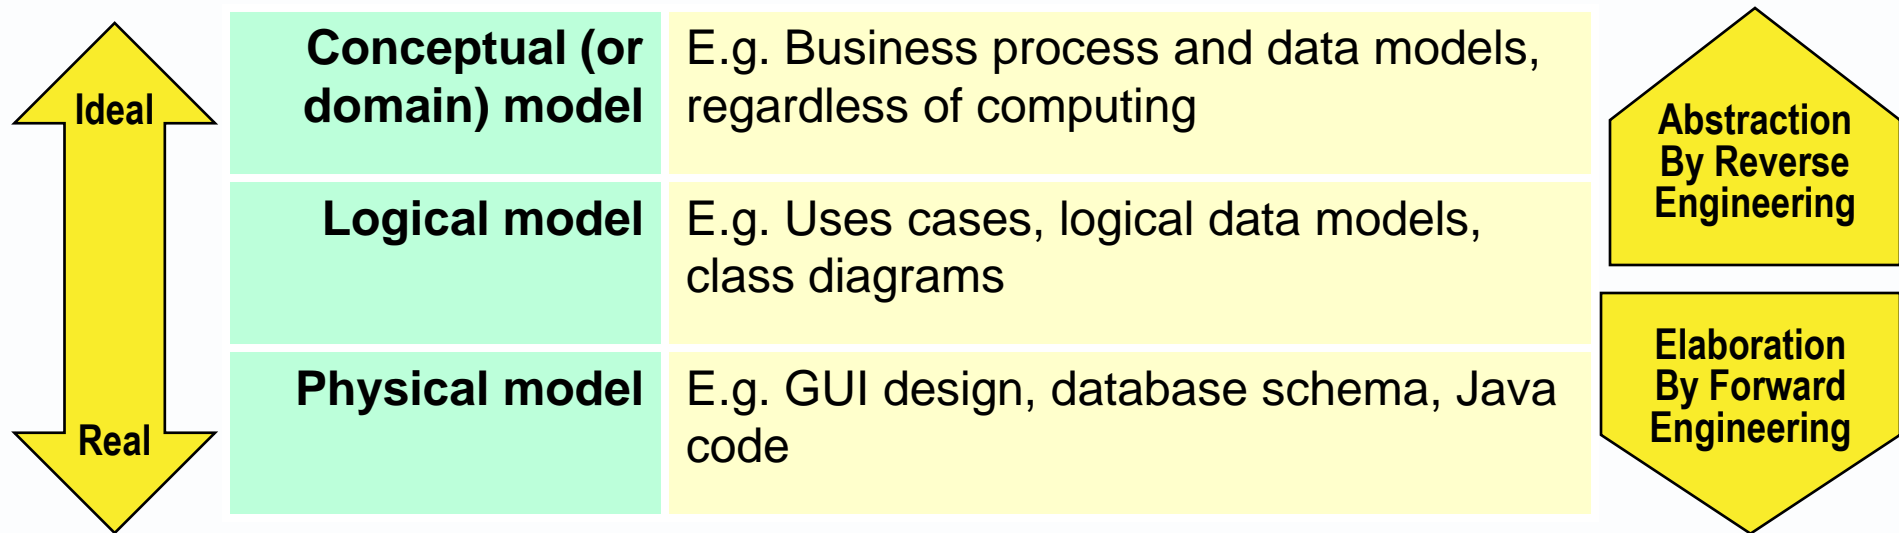 Ideal
Real
Conceptual (or
domain) model
E.g. Business process and data models,
regardless of computing
Logical model
E.g. Uses cases, logical data models,
class diagrams
Physical model
E.g. GUI design, database schema, Java
code
Abstraction
By Reverse
Engineering
Elaboration
By Forward
Engineering